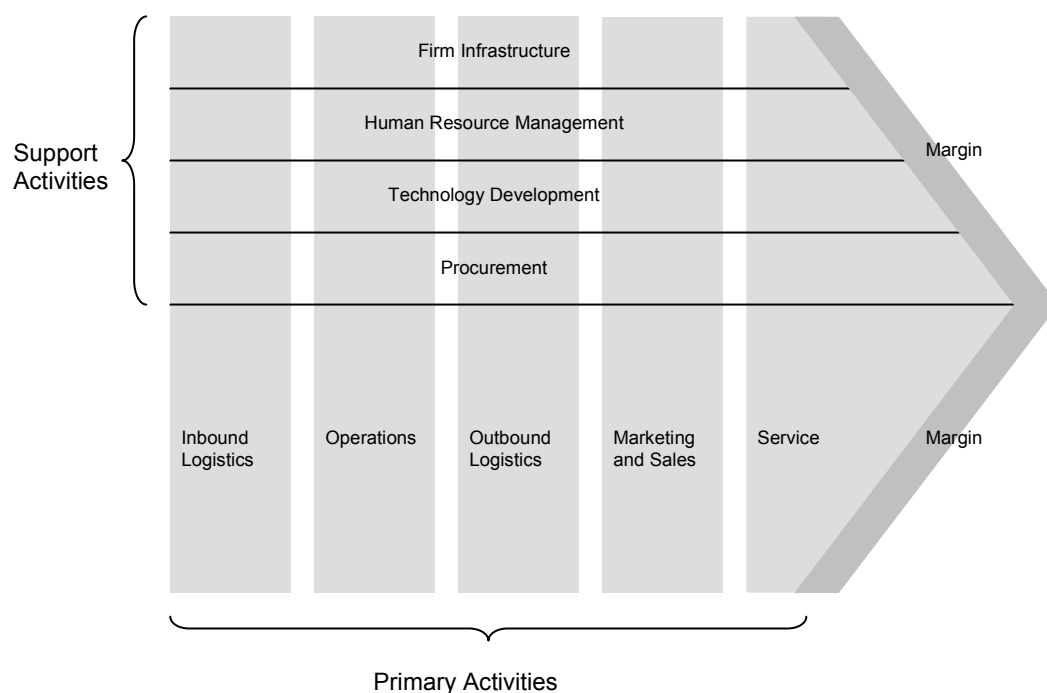 Firm Infrastructure
Human Resource Management
Support
Activities
Margin
Technology Development
Procurement
Inbound
Logistics
Operations
Outbound
Logistics
Marketing
and Sales
Service
Margin
Primary Activities